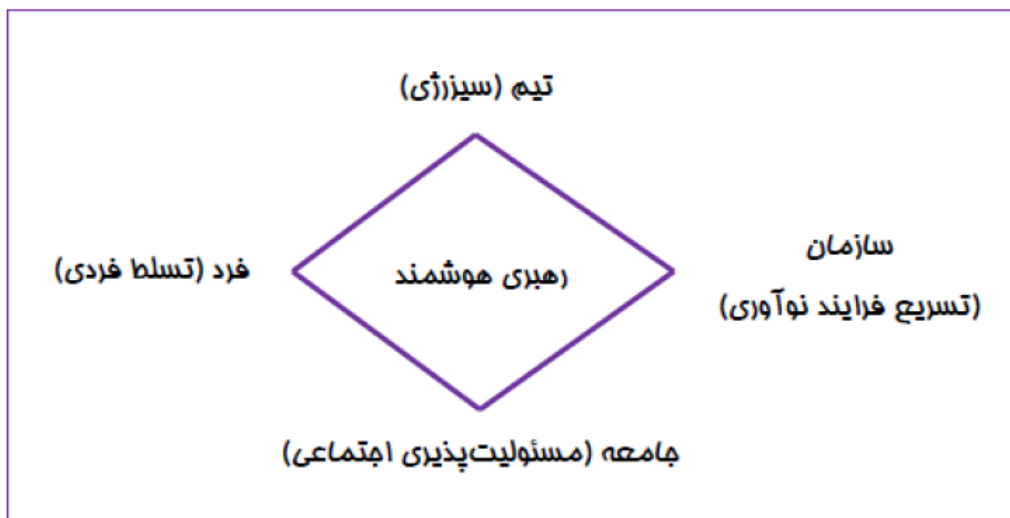 تیم (سیزرژی)
سازمان
(تسریع فرایند نوآوری)
رهبری هوشمند
فرد (تسلط فردی)
جامعه (مسئولیت‌پذیری اجتماعی)